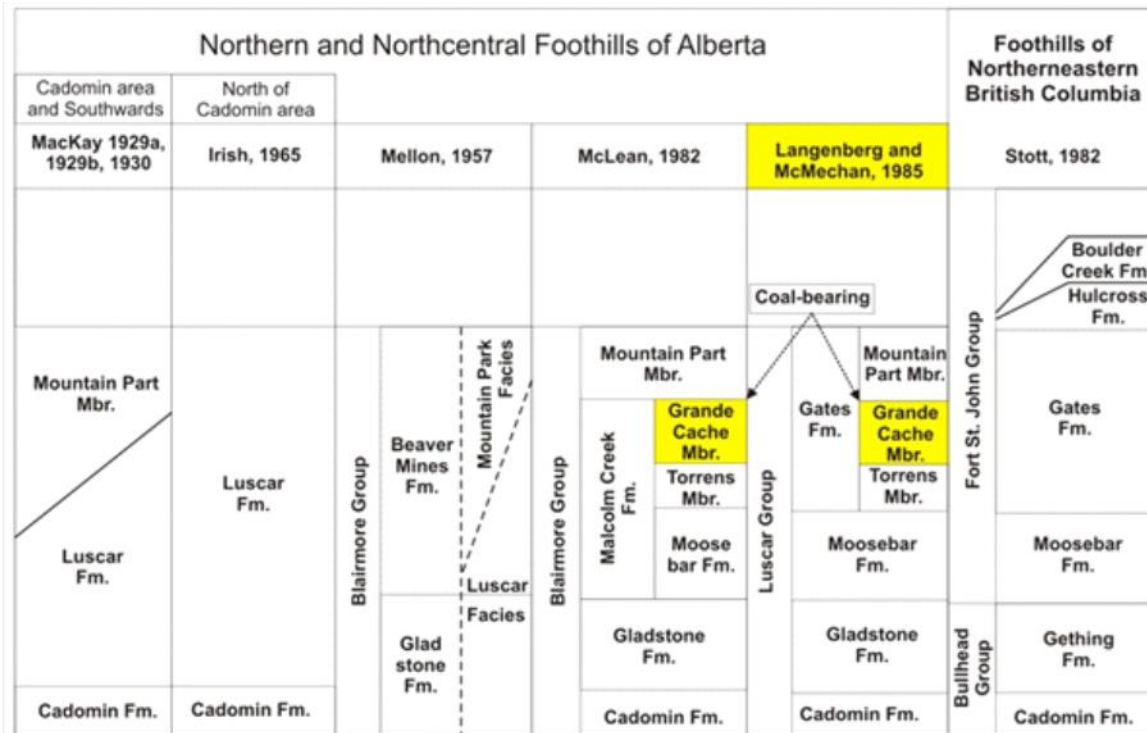 Northern and Northcentral Foothills of Alberta
Foothills of
Northerneastern
British Columbia
Cadomin area
and Southwards
North of
Cadomin area
MacKay 1929a,
1929b, 1930
Irish, 1965
Mellon, 1957
McLean, 1982
Langenberg and
McMechan, 1985
Stott, 1982
Mountain Part
Mbr.
Luscar
Fm.
Cadomin Fm.
Luscar
Fm.
Cadomin Fm.
Blairmore Group
Beaver
Mines
Fm.
Glad
stone
Fm.
Mountain Park
Facies
Luscar
Facies
Blairmore Group
Coal-bearing
Mountain Part
Mbr.
Malcolm Creek
Fm.
Grande
Cache
Mbr.
Torrens
Mbr.
Moose
bar Fm.
Gladstone
Fm.
Cadomin Fm.
Luscar Group
Gates
Fm.
Mountain
Part Mbr.
Grande
Cache
Mbr.
Torrens
Mbr.
Moosebar
Fm.
Gladstone
Fm.
Cadomin Fm.
Fort St. John Group
Bullhead
Group
Boulder
Creek Fm
Hulcross
Fm.
Gates
Fm.
Moosebar
Fm.
Gething
Fm.
Cadomin Fm.